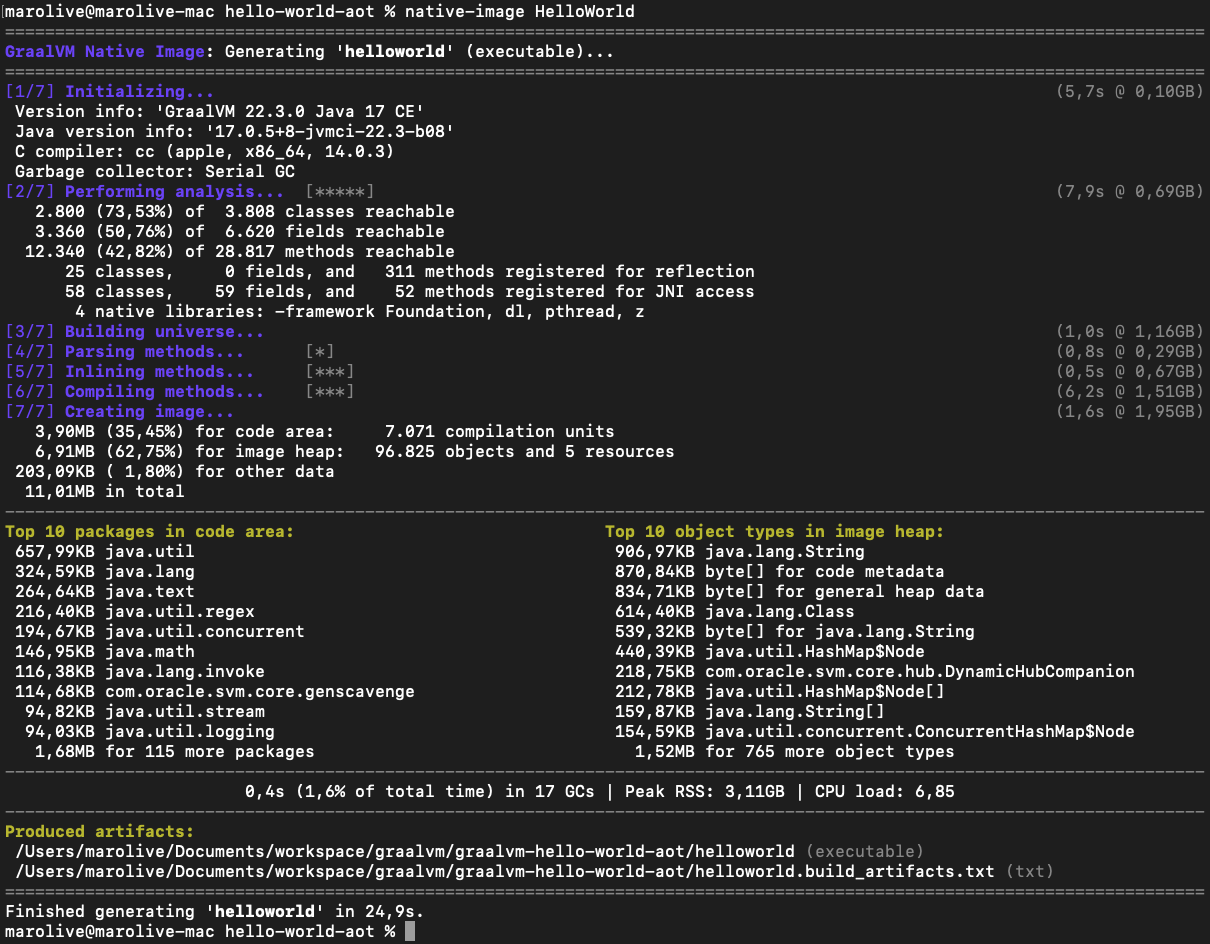 marolive@marolive-mac hello-world-aot % native-image HelloWorld
========================================================================================================================
GraalVM Native Image: Generating 'helloworld' (executable)...
========================================================================================================================
[1/7] Initializing... (5,7s @ 0,10GB)
Version info: 'GraalVM 22.3.0 Java 17 CE'
Java version info: '17.0.5+8-jvmci-22.3-b08'
C compiler: cc (apple, x86_64, 14.0.3)
Garbage collector: Serial GC
[2/7] Performing analysis... [*****] (7,9s @ 0,69GB)
2.800 (73,53%) of 3.808 classes reachable
3.360 (50,76%) of 6.620 fields reachable
12.340 (42,82%) of 28.817 methods reachable
25 classes, 0 fields, and 311 methods registered for reflection
58 classes, 59 fields, and 52 methods registered for JNI access
4 native libraries: -framework Foundation, dl, pthread, z
[3/7] Building universe... (1,0s @ 1,16GB)
[4/7] Parsing methods... [*] (0,8s @ 0,29GB)
[5/7] Inlining methods... [***] (0,5s @ 0,67GB)
[6/7] Compiling methods... [***] (6,2s @ 1,51GB)
[7/7] Creating image... (1,6s @ 1,95GB)
3,90MB (35,45%) for code area: 7.071 compilation units
6,91MB (62,75%) for image heap: 96.825 objects and 5 resources
203,09KB ( 1,80%) for other data
11,01MB in total
------------------------------------------------------------------------------------------------------------------------
Top 10 packages in code area: Top 10 object types in image heap:
657,99KB java.util 906,97KB java.lang.String
324,59KB java.lang 870,84KB byte[] for code metadata
264,64KB java.text 834,71KB byte[] for general heap data
216,40KB java.util.regex 614,40KB java.lang.Class
194,67KB java.util.concurrent 539,32KB byte[] for java.lang.String
146,95KB java.math 440,39KB java.util.HashMap$Node
116,38KB java.lang.invoke 218,75KB com.oracle.svm.core.hub.DynamicHubCompanion
114,68KB com.oracle.svm.core.genscavenge 212,78KB java.util.HashMap$Node[]
94,82KB java.util.stream 159,87KB java.lang.String[]
94,03KB java.util.logging 154,59KB java.util.concurrent.ConcurrentHashMap$Node
1,68MB for 115 more packages 1,52MB for 765 more object types
------------------------------------------------------------------------------------------------------------------------
0,4s (1,6% of total time) in 17 GCs | Peak RSS: 3,11GB | CPU load: 6,85
------------------------------------------------------------------------------------------------------------------------
Produced artifacts:
/Users/marolive/Documents/workspace/graalvm/graalvm-hello-world-aot/helloworld (executable)
/Users/marolive/Documents/workspace/graalvm/graalvm-hello-world-aot/helloworld.build_artifacts.txt (txt)
========================================================================================================================
Finished generating 'helloworld' in 24,9s.
marolive@marolive-mac hello-world-aot %